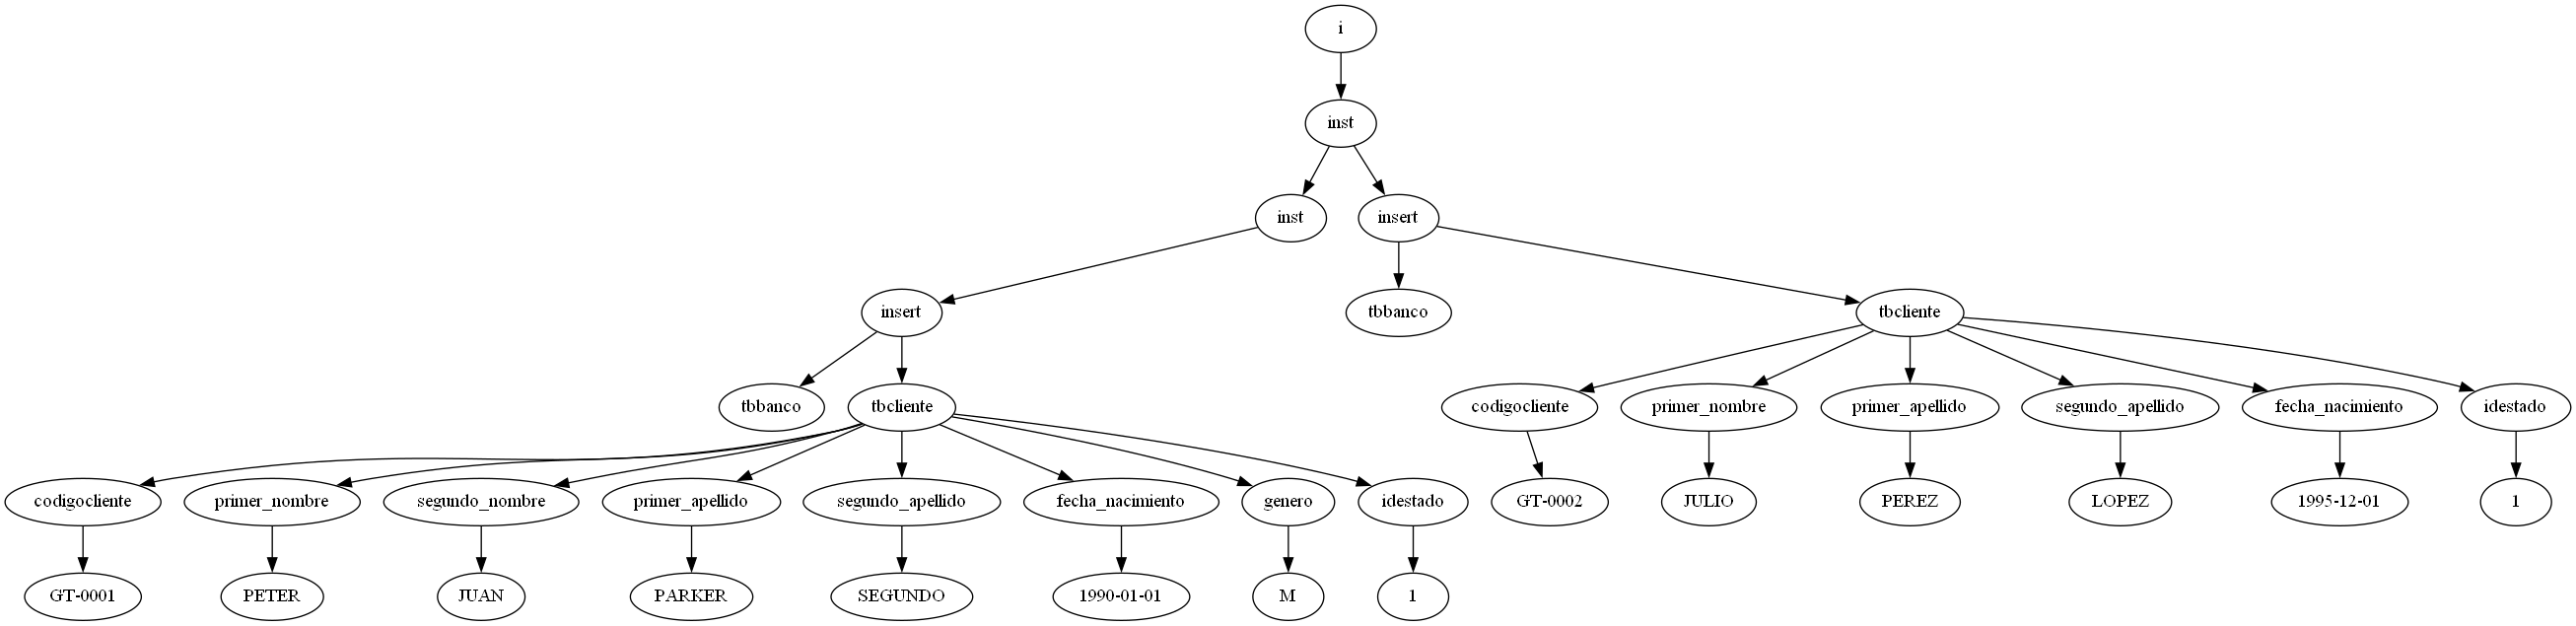 i
inst
inst insert
insert tbbanco tbcliente
tbbanco tbcliente codigocliente primer_nombre primer_apellido segundo_apellido fecha_nacimiento idestado
codigocliente primer_nombre segundo_nombre primer_apellido segundo_apellido fecha_nacimiento genero idestado GT-0002 JULIO PEREZ LOPEZ 1995-12-01 1
GT-0001 PETER JUAN PARKER SEGUNDO 1990-01-01 M 1